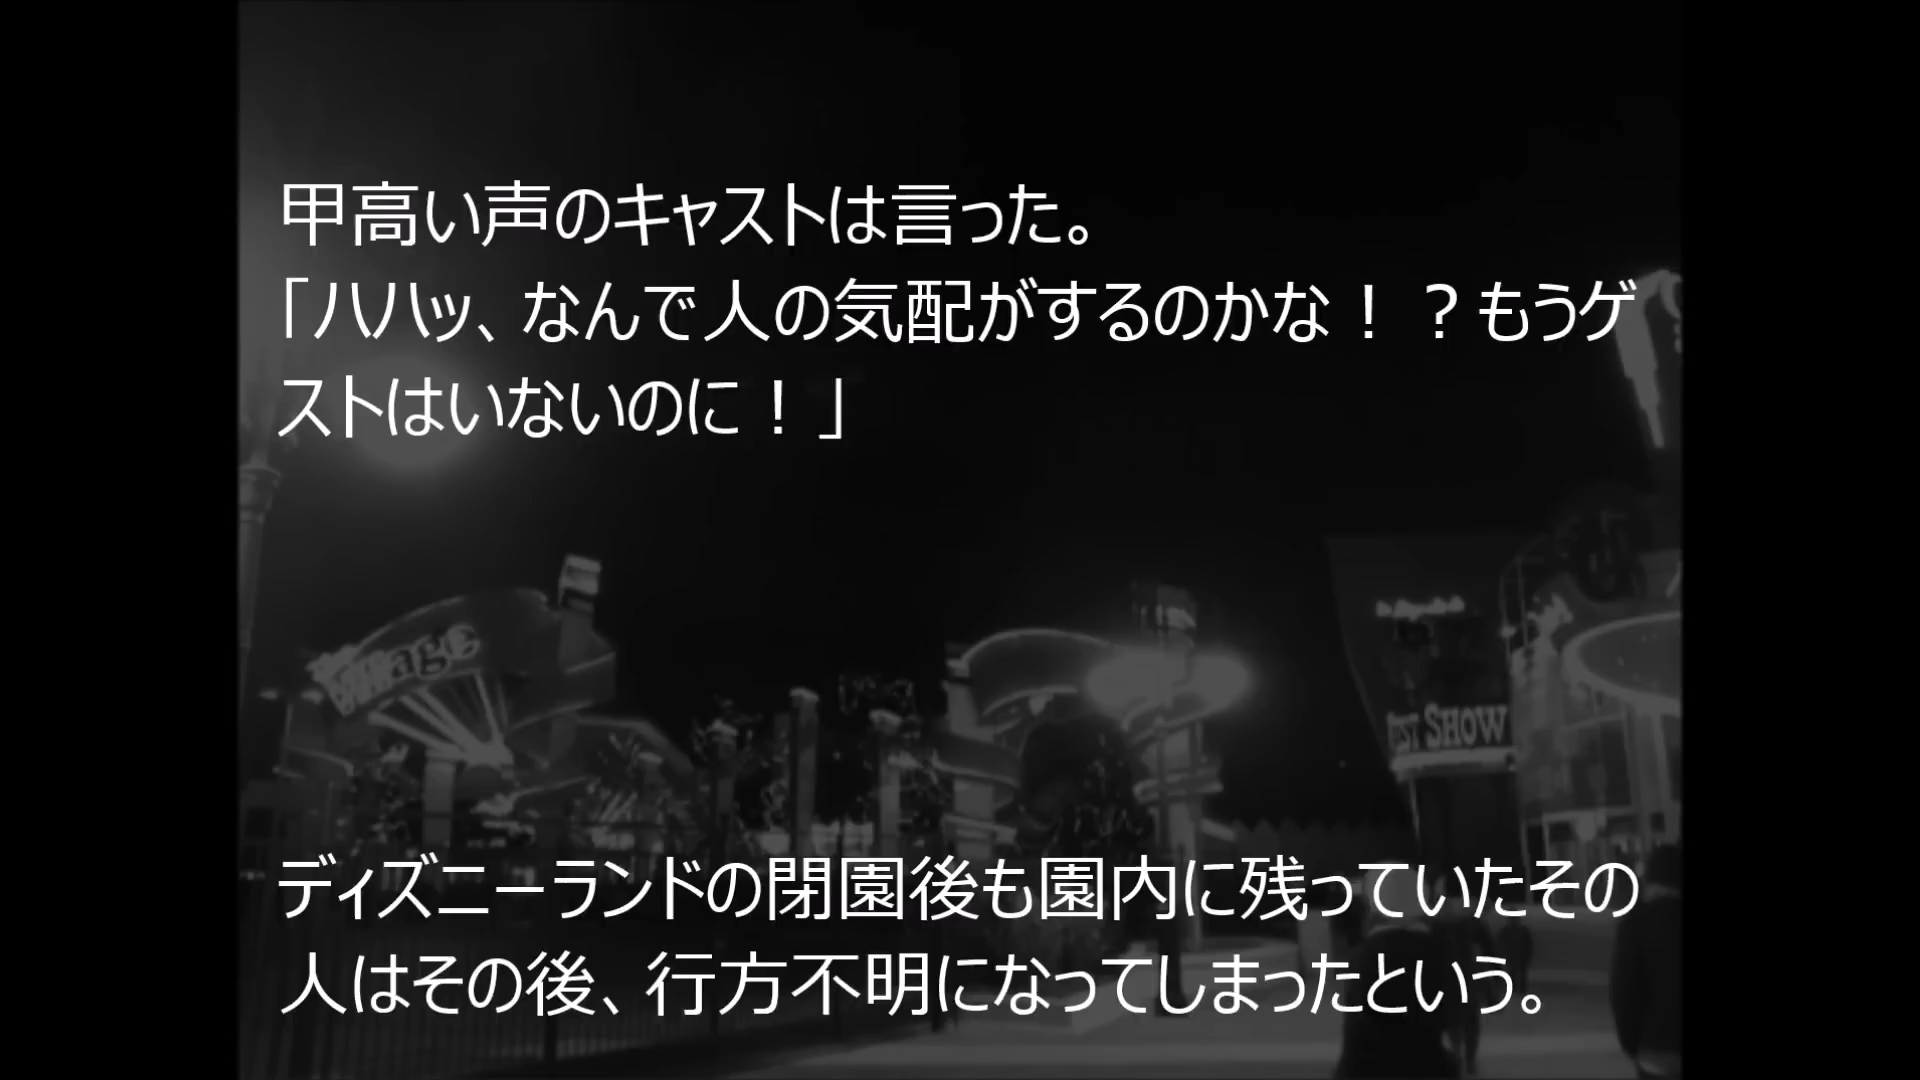 甲高い声のキャストは言った。
「ハハッ、なんで人の気配がするのかな！？もうゲ
ストはいないのに！」
Village
SHOW
ディズニーランドの閉園後も園内に残っていたその
人はその後、行方不明になってしまったという。